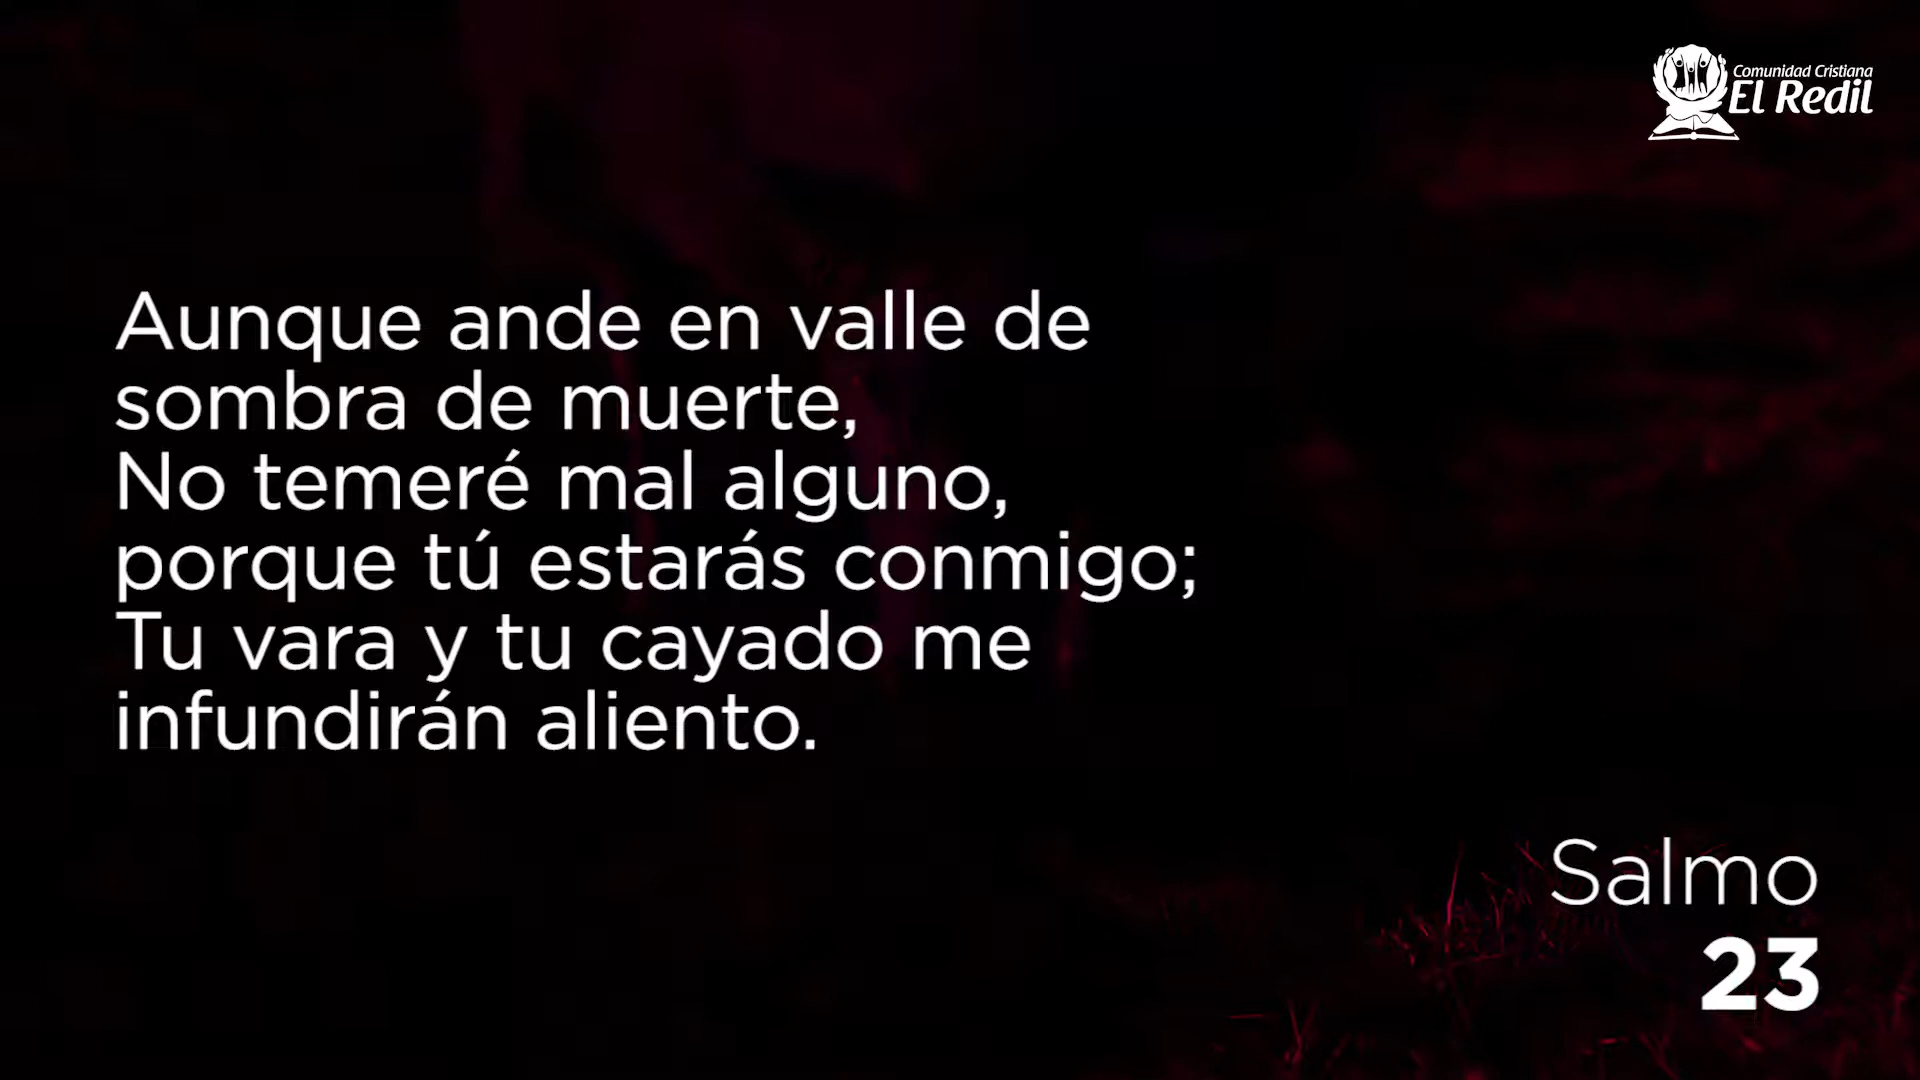 Comunidad Cristiana
El Redil
Aunque ande en valle de
sombra de muerte,
No temeré mal alguno,
porque tú estarás conmigo;
Tu vara y tu cayado me
infundirán aliento.
Salmo
23